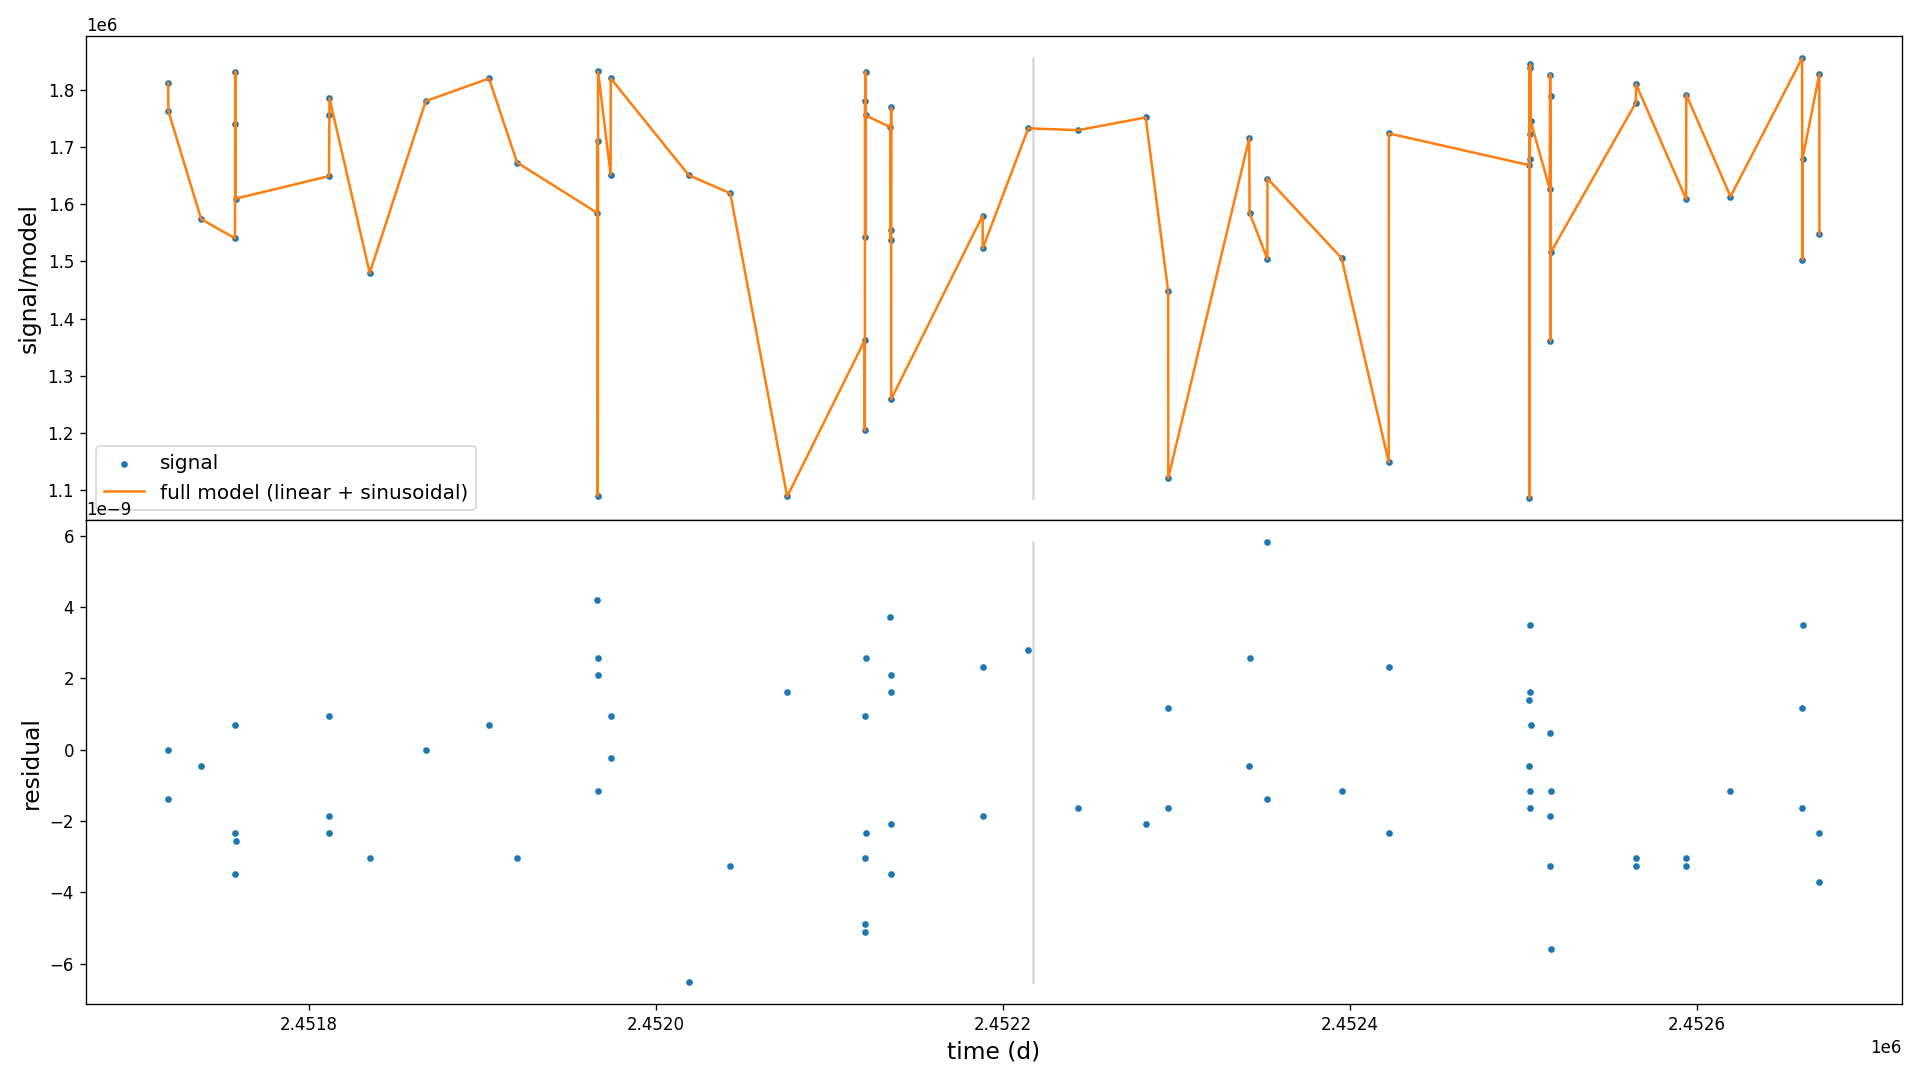 1e6
1.8
1.7
1.6
1.5
1.4
1.3
1.2
1.1
signal/model
signal
full model (linear + sinusoidal)
1e−9
6
4
2
0
−2
−4
−6
residual
2.4518
2.4520
2.4522
2.4524
2.4526
time (d)
1e6